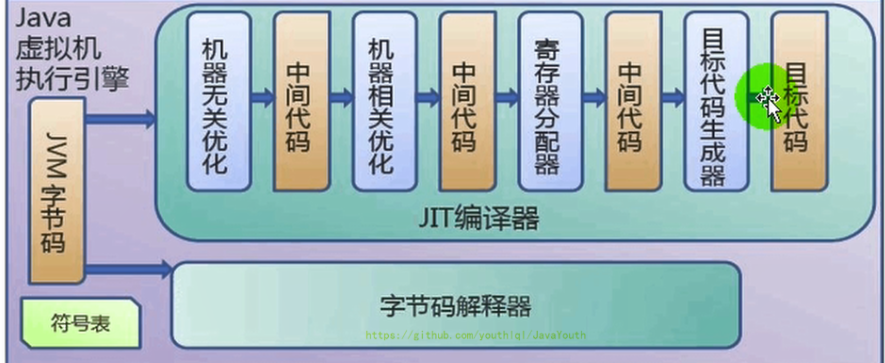 Java
虚拟机
执行引擎
JVM字节码
机器无关优化
中间代码
机器相关优化
中间代码
寄存器分配器
中间代码
目标代码生成器
目标代码
JIT编译器
字节码解释器
符号表
https://github.com/youthlql/JavaYouth